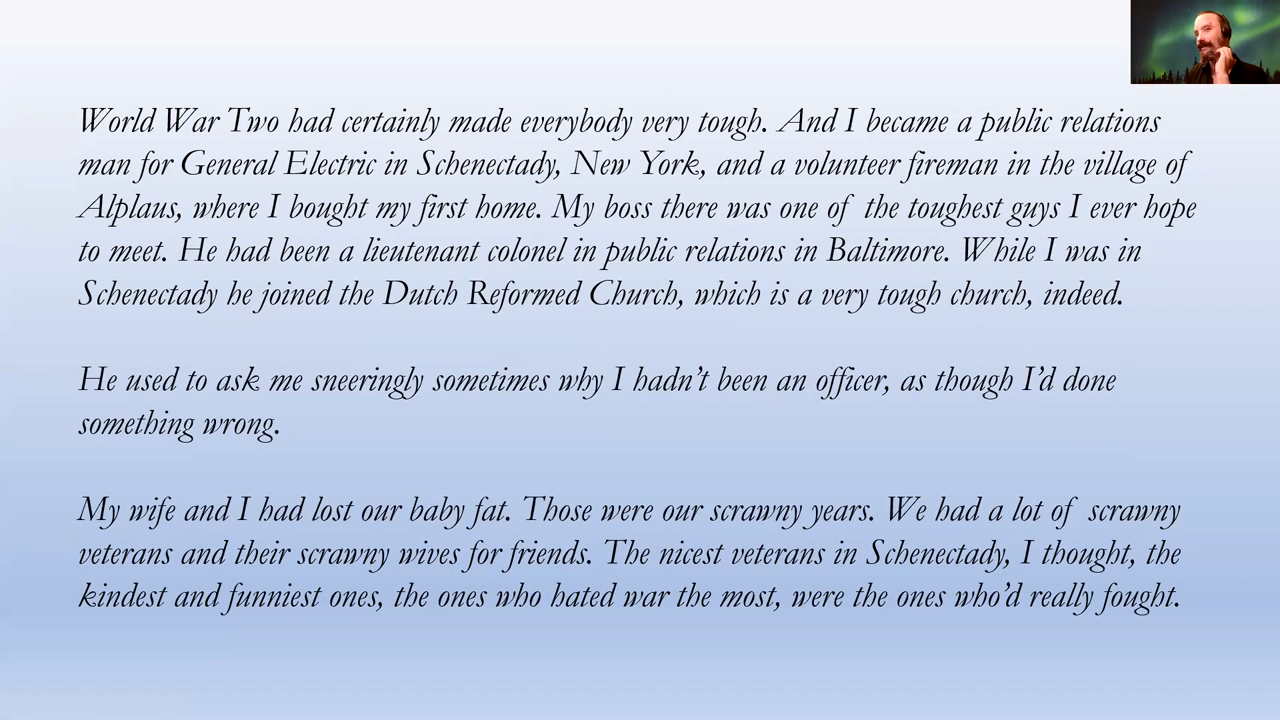 World War Two had certainly made everybody very tough. And I became a public relations
man for General Electric in Schenectady, New York, and a volunteer fireman in the village of
Alplaus, where I bought my first home. My boss there was one of the toughest guys I ever hope
to meet. He had been a lieutenant colonel in public relations in Baltimore. While I was in
Schenectady he joined the Dutch Reformed Church, which is a very tough church, indeed.
He used to ask me sneeringly sometimes why I hadn't been an officer, as though I'd done
something wrong.
My wife and I had lost our baby fat. Those were our scrawny years. We had a lot of scrawny
veterans and their scrawny wives for friends. The nicest veterans in Schenectady, I thought, the
kindest and funniest ones, the ones who hated war the most, were the ones who'd really fought.